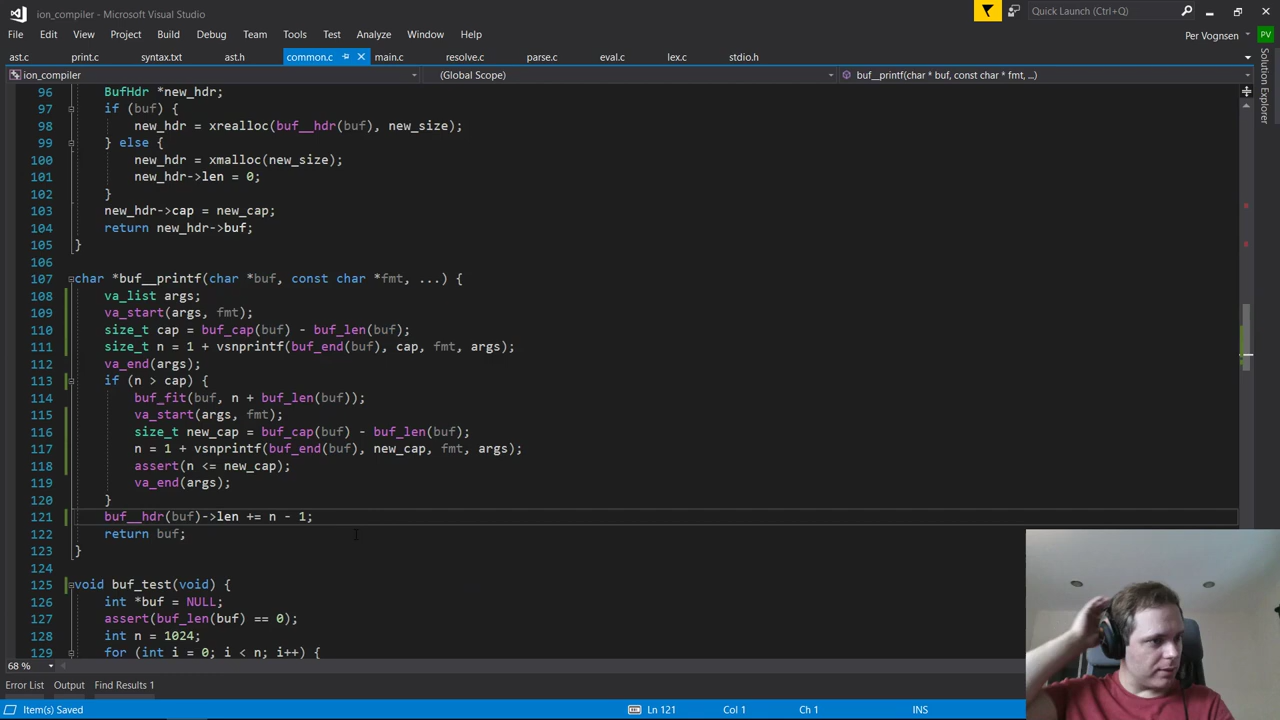 ion_compiler - Microsoft Visual Studio
Quick Launch (Ctrl+Q)
File Edit View Project Build Debug Team Tools Test Analyze Window Help
Per Vognsen PV
ast.c print.c syntax.txt ast.h common.c main.c resolve.c parse.c eval.c lex.c stdio.h
ion_compiler (Global Scope) buf__printf(char * buf, const char * fmt, ...)
Solution Explorer
96 BufHdr *new_hdr;
97 if (buf) {
98 new_hdr = xrealloc(buf__hdr(buf), new_size);
99 } else {
100 new_hdr = xmalloc(new_size);
101 new_hdr->len = 0;
102 }
103 new_hdr->cap = new_cap;
104 return new_hdr->buf;
105 }
106
107 char *buf__printf(char *buf, const char *fmt, ...) {
108 va_list args;
109 va_start(args, fmt);
110 size_t cap = buf_cap(buf) - buf_len(buf);
111 size_t n = 1 + vsnprintf(buf_end(buf), cap, fmt, args);
112 va_end(args);
113 if (n > cap) {
114 buf_fit(buf, n + buf_len(buf));
115 va_start(args, fmt);
116 size_t new_cap = buf_cap(buf) - buf_len(buf);
117 n = 1 + vsnprintf(buf_end(buf), new_cap, fmt, args);
118 assert(n <= new_cap);
119 va_end(args);
120 }
121 buf__hdr(buf)->len += n - 1;
122 return buf;
123 }
124
125 void buf_test(void) {
126 int *buf = NULL;
127 assert(buf_len(buf) == 0);
128 int n = 1024;
129 for (int i = 0; i < n; i++) {
68 %
Error List Output Find Results 1
Item(s) Saved Ln 121 Col 1 Ch 1 INS